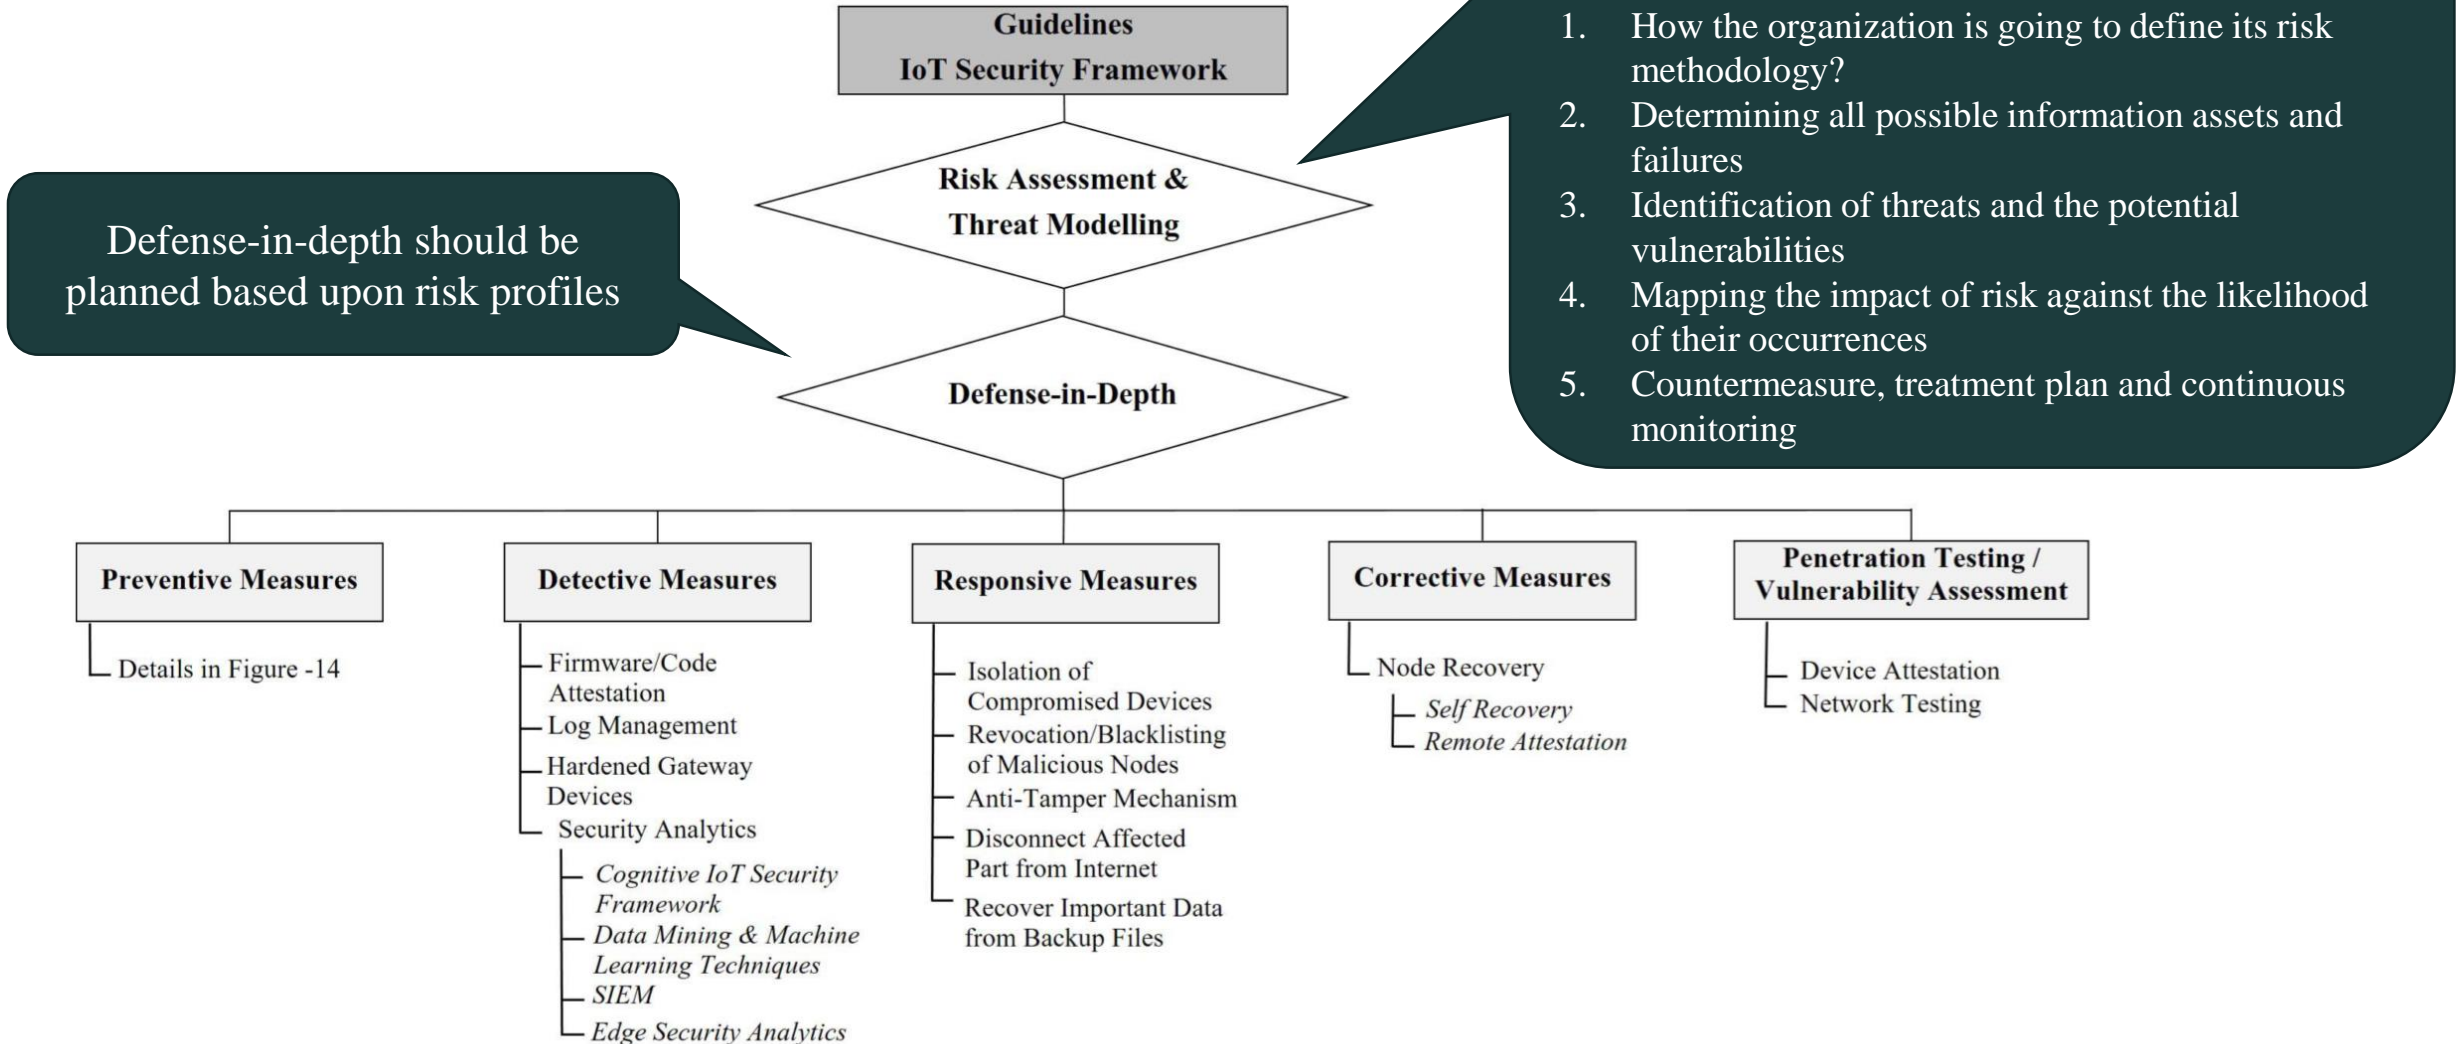 Guidelines
IoT Security Framework
1. How the organization is going to define its risk
methodology?
2. Determining all possible information assets and
failures
3. Identification of threats and the potential
vulnerabilities
4. Mapping the impact of risk against the likelihood
of their occurrences
5. Countermeasure, treatment plan and continuous
monitoring
Risk Assessment &
Threat Modelling
Defense-in-depth should be
planned based upon risk profiles
Defense-in-Depth
Preventive Measures
Details in Figure -14
Detective Measures
Firmware/Code
Attestation
Log Management
Hardened Gateway
Devices
Security Analytics
Cognitive IoT Security
Framework
Data Mining & Machine
Learning Techniques
SIEM
Edge Security Analytics
Responsive Measures
Isolation of
Compromised Devices
Revocation/Blacklisting
of Malicious Nodes
Anti-Tamper Mechanism
Disconnect Affected
Part from Internet
Recover Important Data
from Backup Files
Corrective Measures
Node Recovery
Self Recovery
Remote Attestation
Penetration Testing /
Vulnerability Assessment
Device Attestation
Network Testing